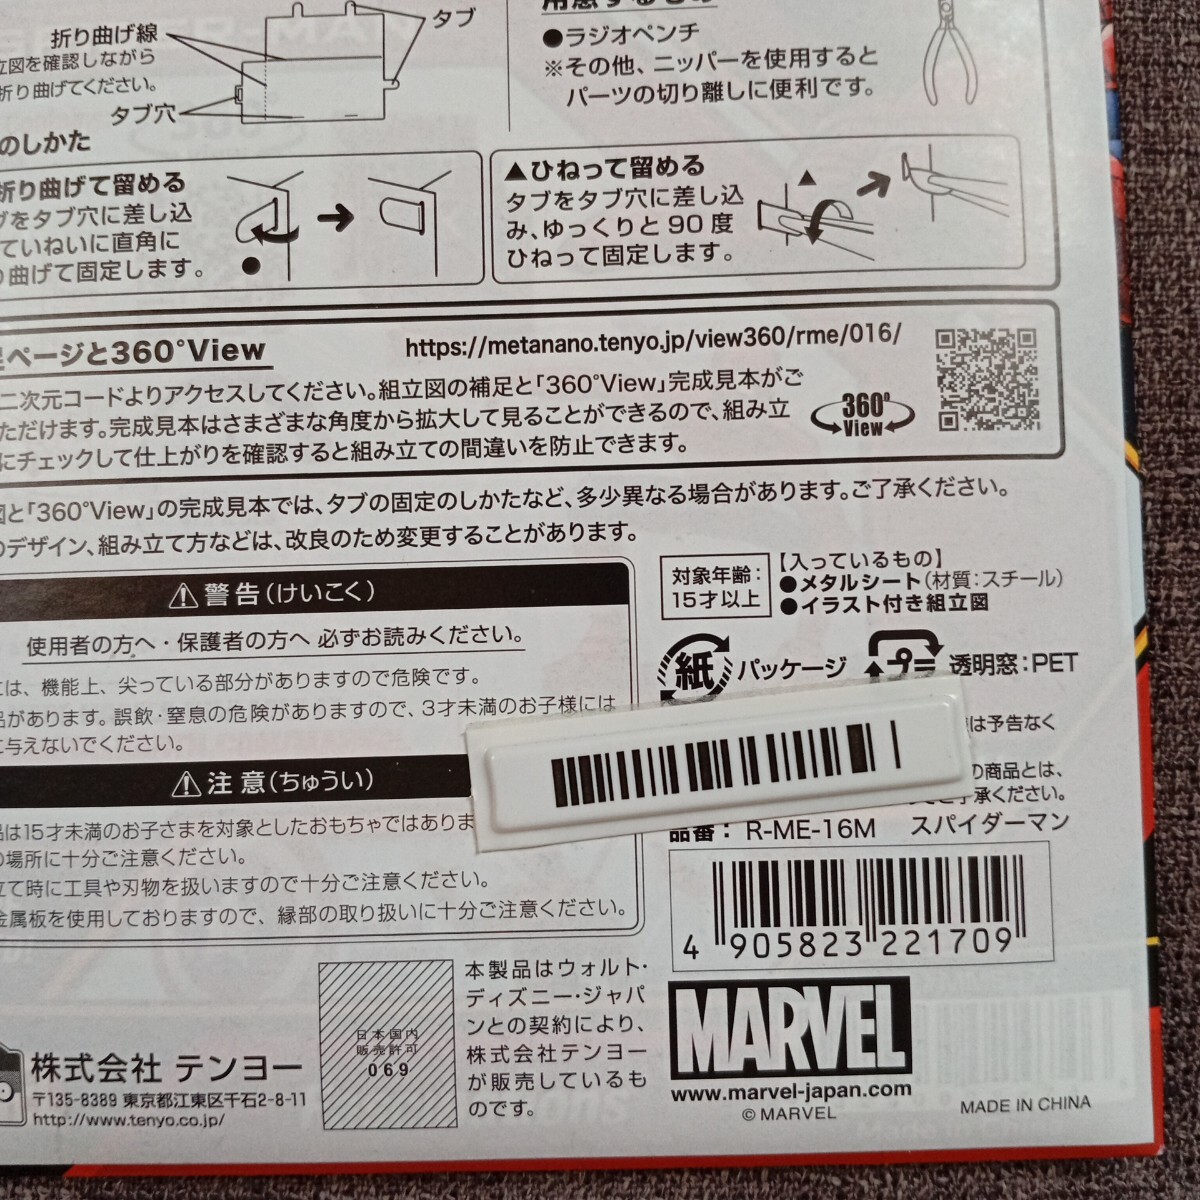 折り曲げ線
立図を確認しながら
折り曲げてください。
タブ穴
タブ
用意するもの
●ラジオペンチ
※その他、ニッパーを使用すると
パーツの切り離しに便利です。
のしかた
折り曲げて留める
ブをタブ穴に差し込
ていねいに直角に
り曲げて固定します。
●
▲ひねって留める
タブをタブ穴に差し込
み、ゆっくりと 90 度
ひねって固定します。
▲
ページと360°View
https://metanano.tenyo.jp/view360/rme/016/
二次元コードよりアクセスしてください。組立図の補足と「360°View」完成見本がご
ただけます。完成見本はさまざまな角度から拡大して見ることができるので、組み立
にチェックして仕上がりを確認すると組み立ての間違いを防止できます。
360°
View
図と「360°View」の完成見本では、タブの固定のしかたなど、多少異なる場合があります。ご了承ください。
のデザイン、組み立て方などは、改良のため変更することがあります。
⚠警告(けいこく)
使用者の方へ・保護者の方へ 必ずお読みください。
には、機能上、尖っている部分がありますので危険です。
品があります。誤飲・窒息の危険がありますので、3才未満のお子様には
に与えないでください。
⚠注意(ちゅうい)
品は15才未満のお子さまを対象としたおもちゃではありま
の場所に十分ご注意ください。
立て時に工具や刃物を扱いますので十分ご注意ください。
金属板を使用しておりますので、縁部の取り扱いに十分ご注意ください。
対象年齢：
15才以上
【入っているもの】
●メタルシート(材質：スチール)
●イラスト付き組立図
紙 パッケージ
プラ 透明窓：PET
は予告なく
の商品とは、
ご了承ください。
品番： R-ME-16M スパイダーマン
4 905823 221709
株式会社 テンヨー
〒135-8389 東京都江東区千石2-8-11
http://www.tenyo.co.jp/
日本国内
販売許可
069
本製品はウォルト・
ディズニー・ジャパ
ンとの契約により、
株式会社テンヨー
が販売しているも
のです。
MARVEL
www.marvel-japan.com
© MARVEL
MADE IN CHINA